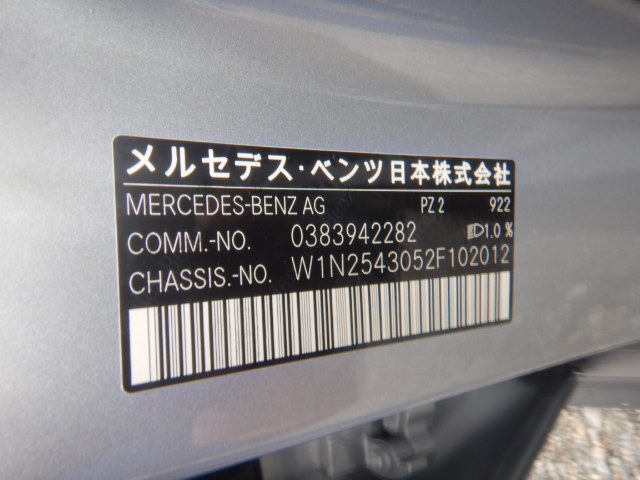 メルセデス・ベンツ日本株式会社
MERCEDES-BENZ AG PZ 2 922
COMM.-NO. 0383942282 1.0 %
CHASSIS.-NO. W1N2543052F102012